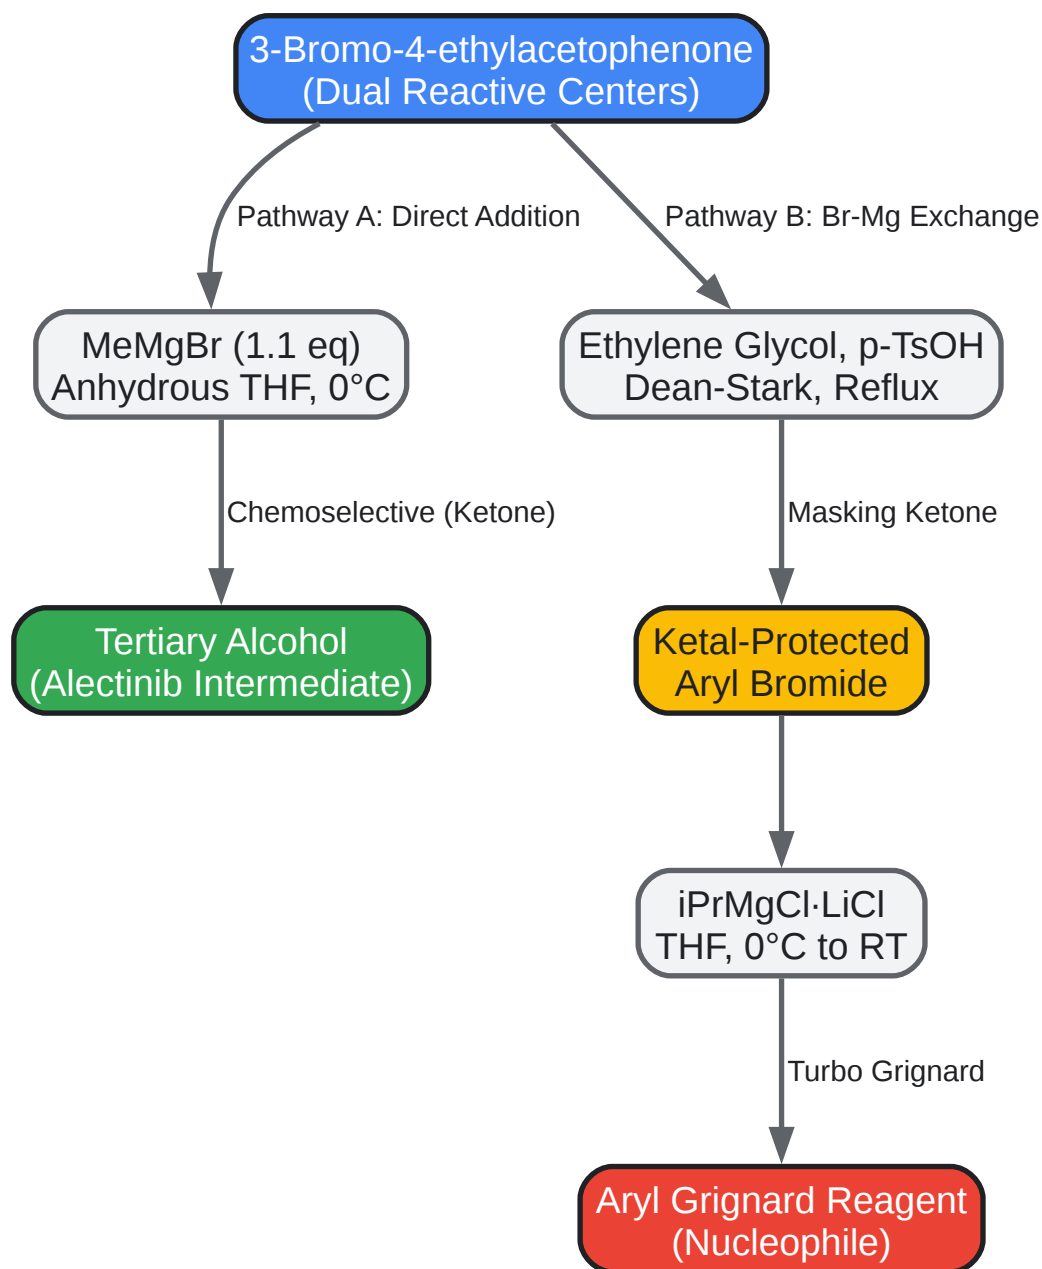 3-Bromo-4-ethylacetophenone
(Dual Reactive Centers)
Pathway A: Direct Addition
Pathway B: Br-Mg Exchange
MeMgBr (1.1 eq)
Anhydrous THF, 0°C
Ethylene Glycol, p-TsOH
Dean-Stark, Reflux
Chemoselective (Ketone)
Masking Ketone
Tertiary Alcohol
(Alectinib Intermediate)
Ketal-Protected
Aryl Bromide
iPrMgCl·LiCl
THF, 0°C to RT
Turbo Grignard
Aryl Grignard Reagent
(Nucleophile)